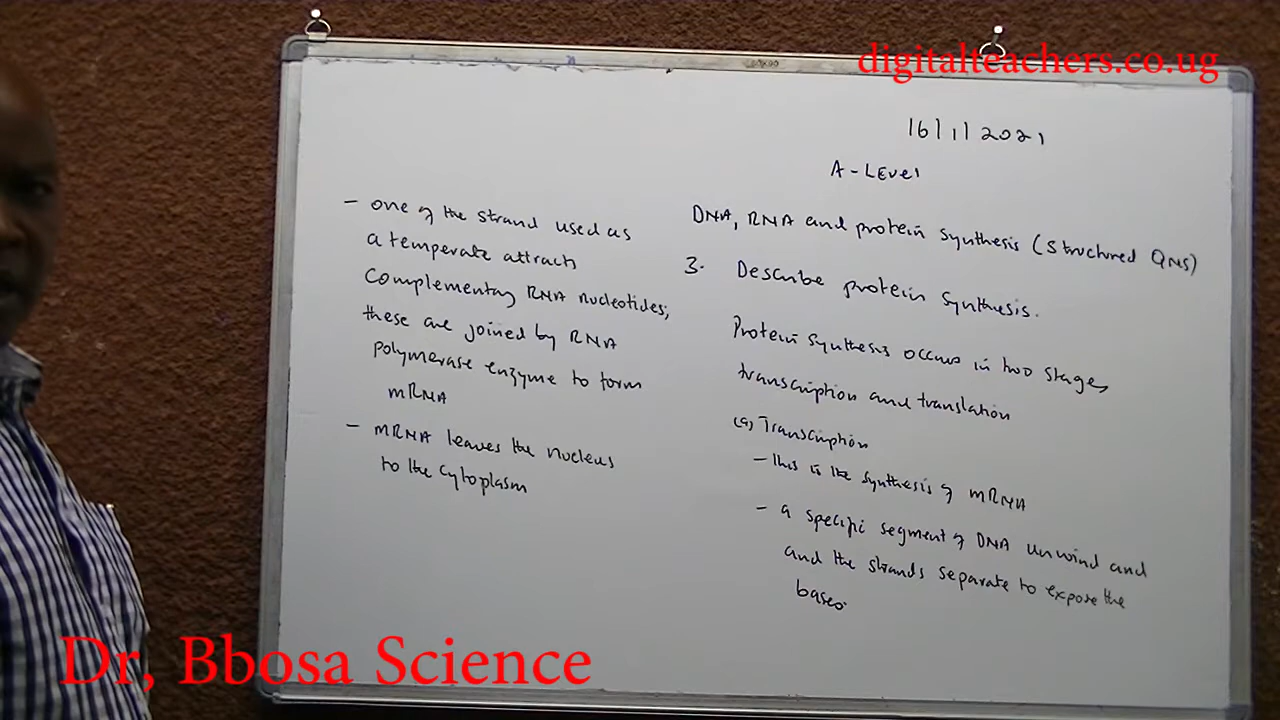 digitalteachers.co.ug
16/1/2021
A-Level
DNA, RNA and protein synthesis (Structured QNS)
3. Describe protein synthesis.
Protein synthesis occurs in two stages
transcription and translation
(a) Transcription
- This is the synthesis of mRNA
- a specific segment of DNA unwind and
and the strands separate to expose the
bases.
- one of the strand used as
a temperate attracts
complementary RNA nucleotides;
these are joined by RNA
polymerase enzyme to form
mRNA
- mRNA leaves the nucleus
to the cytoplasm
Dr, Bbosa Science